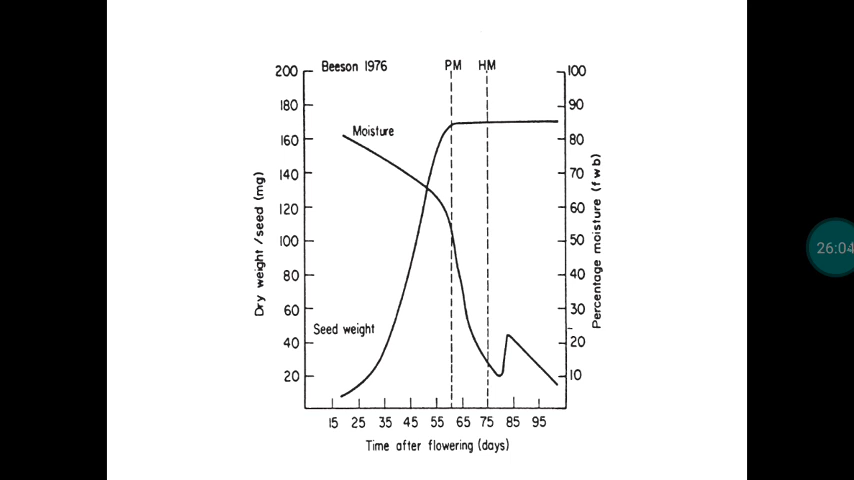 Beeson 1976
PM HM
200
180
160
140
120
100
80
60
40
20
Dry weight/seed (mg)
Moisture
Seed weight
100
90
80
70
60
50
40
30
20
10
Percentage moisture (fwb)
15 25 35 45 55 65 75 85 95
Time after flowering (days)
26:04